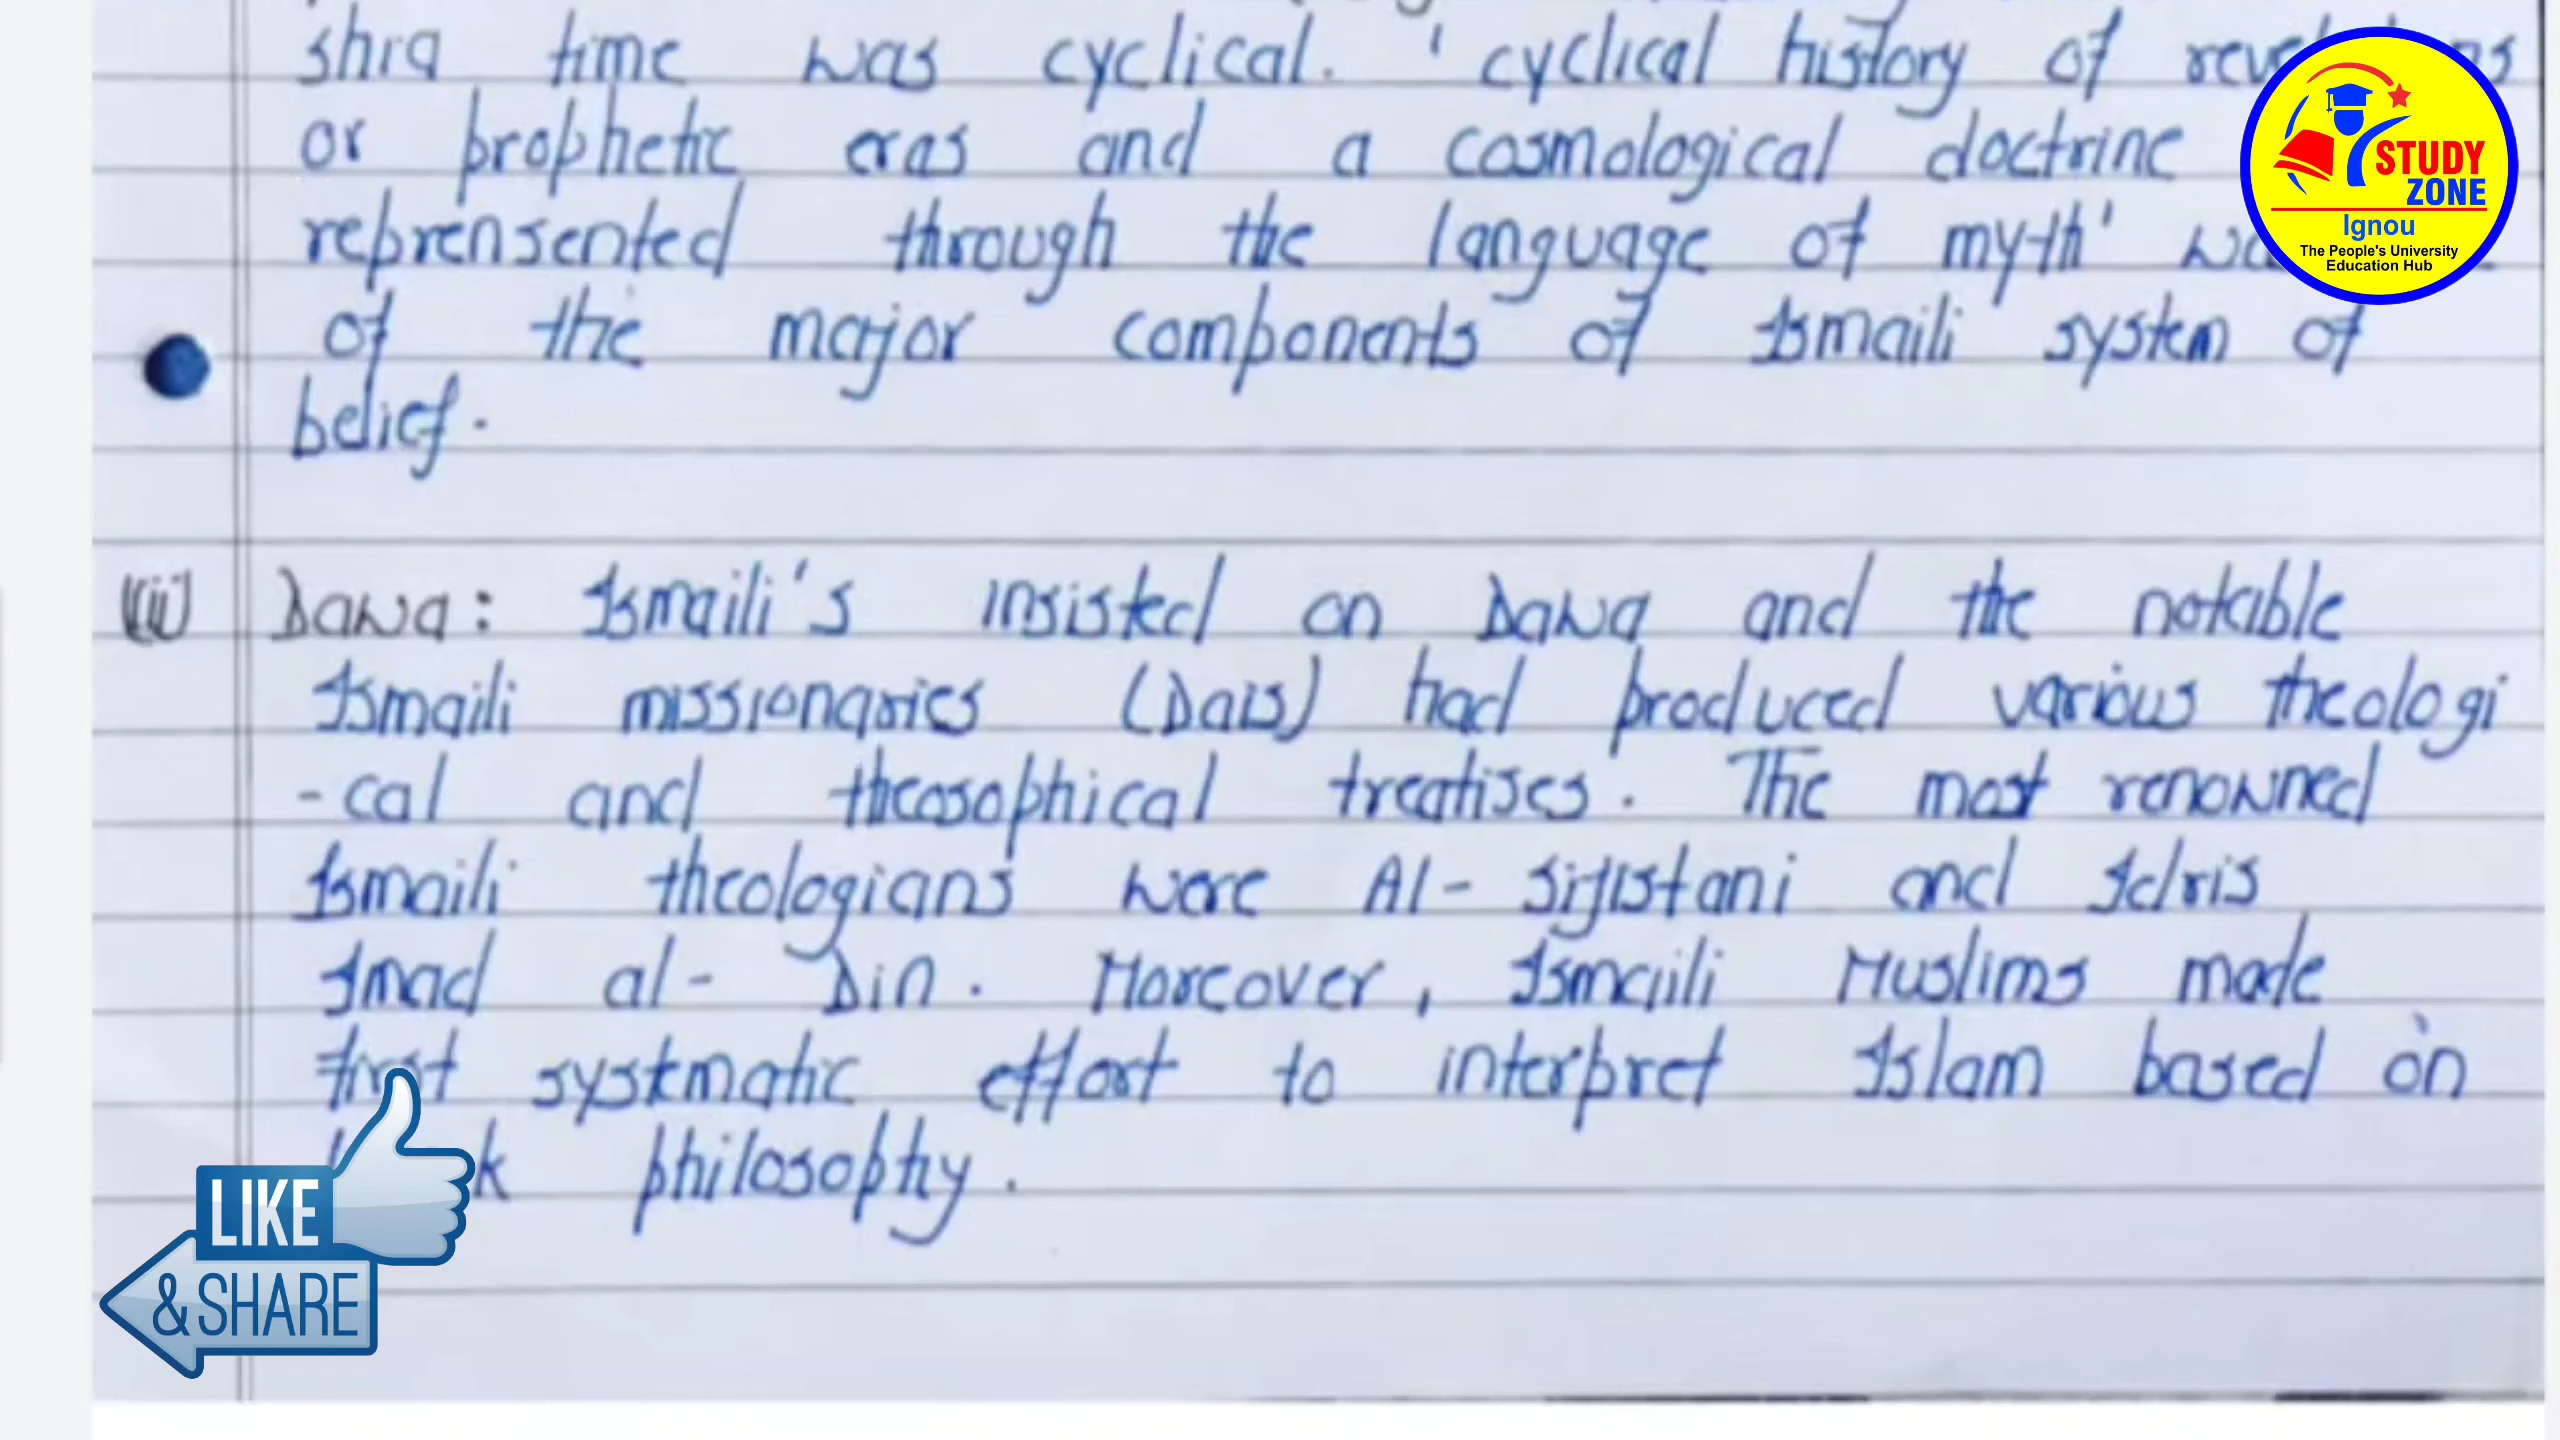 shia time was cyclical. 'cyclical history of
or prophetic eras and a cosmological doctrine
reprensented through the language of myth'
of the major components of Ismaili system of
belief.
(ii) Dawa: Ismaili's insisted on Dawa and the notable
Ismaili missionaries (Dais) had produced various theologi
-cal and theosophical treatises. The most renowned
Ismaili theologians were Al- Sijistani and Idris
Imad al- Din. Moreover, Ismaili Muslims made
first systmatic effort to interpret Islam based on
philosophy.
STUDY
ZONE
Ignou
The People's University
Education Hub
LIKE
& SHARE